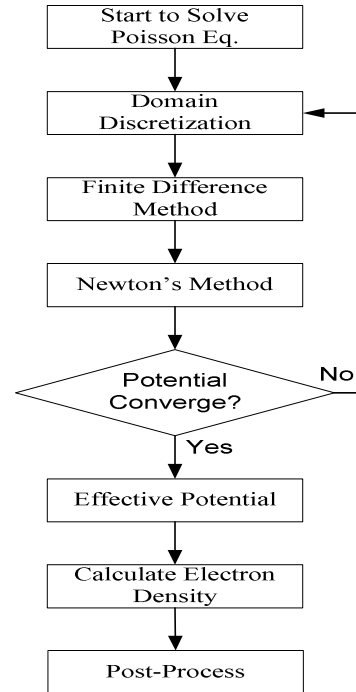 Start to Solve
Poisson Eq.
Domain
Discretization
Finite Difference
Method
Newton's Method
Potential
Converge?
No
Yes
Effective Potential
Calculate Electron
Density
Post-Process